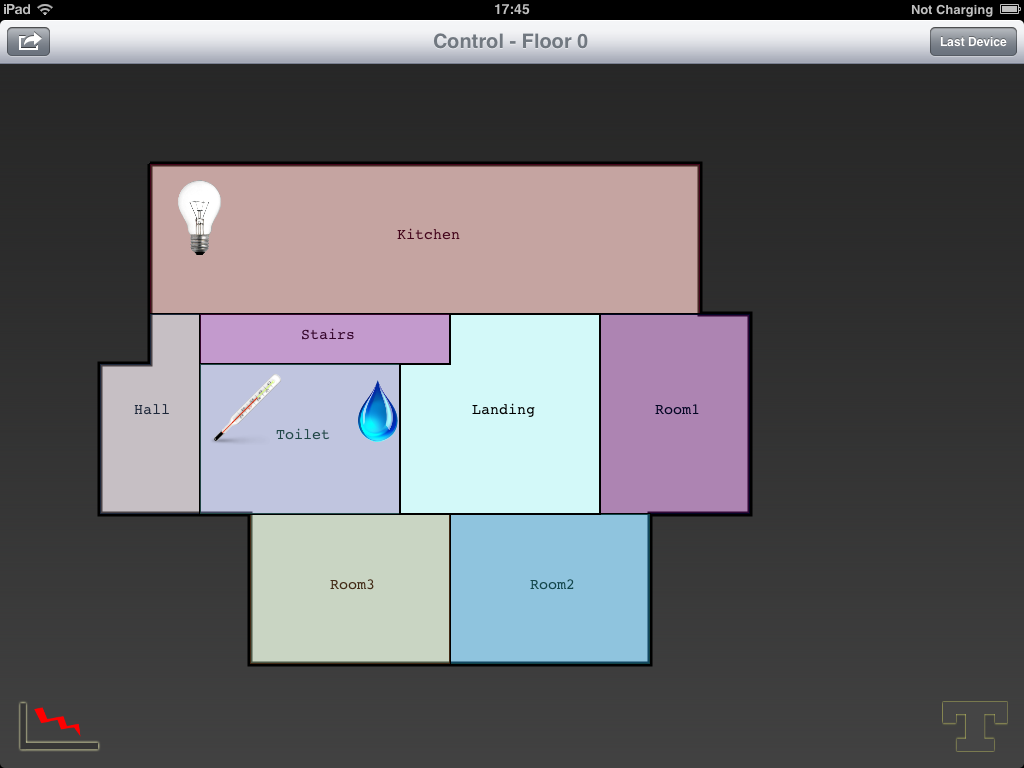 iPad 17:45 Not Charging
Control - Floor 0 Last Device
Kitchen
Stairs
Hall
Landing
Room1
Toilet
Room3
Room2
T